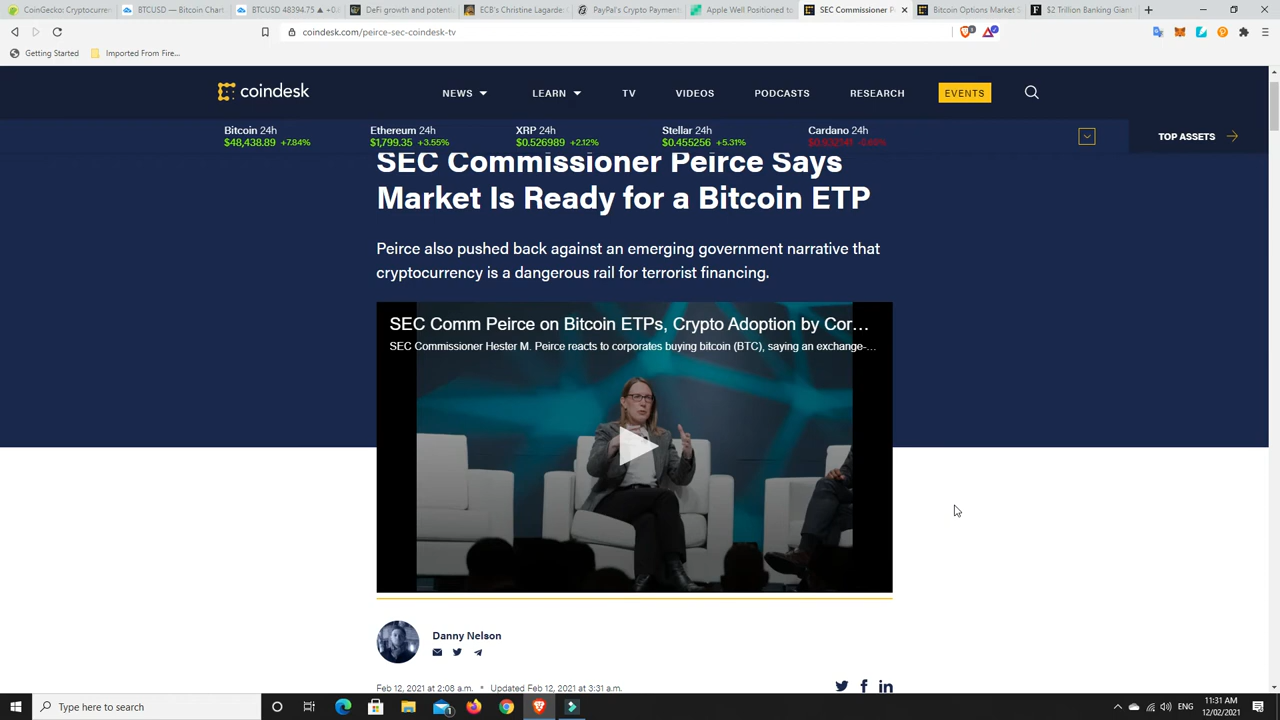 CoinGecko: Cryptocurren
BTCUSD — Bitcoin Chart
BTCUSD 48394.75 ▲ +0.
DeFi growth and potenti
ECB's Christine Lagarde:
PayPal's Crypto Payment
Apple Well Positioned to
SEC Commissioner P
Bitcoin Options Market S
$2 Trillion Banking Giant
coindesk.com/peirce-sec-coindesk-tv
Getting Started
Imported From Fire...
coindesk
NEWS
LEARN
TV
VIDEOS
PODCASTS
RESEARCH
EVENTS
Bitcoin 24h
$48,438.89 +7.84%
Ethereum 24h
$1,799.35 +3.55%
XRP 24h
$0.526989 +2.12%
Stellar 24h
$0.455256 +5.31%
Cardano 24h
TOP ASSETS
SEC Commissioner Peirce Says
Market Is Ready for a Bitcoin ETP
Peirce also pushed back against an emerging government narrative that
cryptocurrency is a dangerous rail for terrorist financing.
SEC Comm Peirce on Bitcoin ETPs, Crypto Adoption by Cor...
SEC Commissioner Hester M. Peirce reacts to corporates buying bitcoin (BTC), saying an exchange-...
Danny Nelson
Feb 12, 2021 at 2:08 a.m. • Updated Feb 12, 2021 at 3:31 a.m.
Type here to search
ENG
11:31 AM
12/02/2021